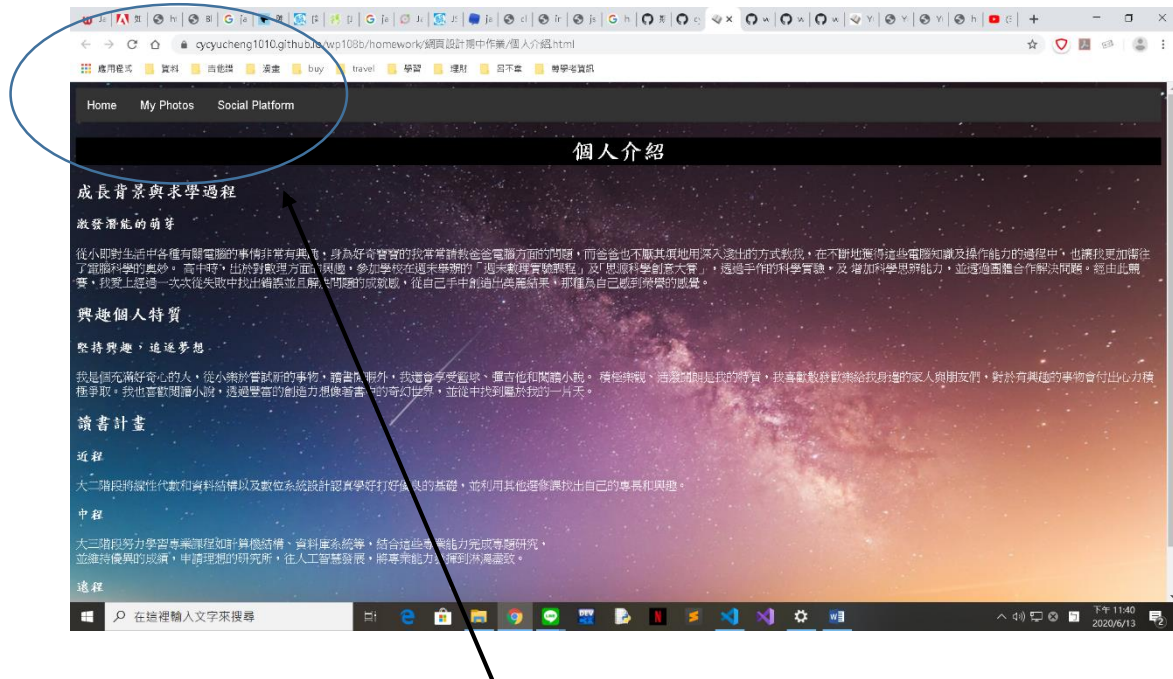 cycyucheng1010.github.io/wp108b/homework/網頁設計期中作業/個人介紹.html
應用程式 資料 吉他譜 漫畫 buy travel 學習 理財 呂不韋 轉學考資訊
Home My Photos Social Platform
個人介紹
成長背景與求學過程
激發潛能的萌芽
從小即對生活中各種有關電腦的事情非常有興趣,身為好奇寶寶的我常常請教爸爸電腦方面的問題,而爸爸也不厭其煩地用深入淺出的方式教我,在不斷地獲得這些電腦知識及操作能力的過程中,也讓我更加嚮往
了電腦科學的奧妙。 高中時,出於對數理方面的興趣,參加學校在週末舉辦的「週末數理實驗課程」及「思源科學創意大賽」,透過手作的科學實驗,及 增加科學思辨能力,並透過團體合作解決問題。經由此競
賽,我愛上經過一次次從失敗中找出錯誤並且解決問題的成就感,從自己手中創造出美麗結果,那種為自己感到榮譽的感覺。
興趣個人特質
堅持興趣,追逐夢想
我是個充滿好奇心的人,從小樂於嘗試新的事物,讀書閒暇外,我還會享受籃球、彈吉他和閱讀小說。 積極樂觀、活潑開朗是我的特質,我喜歡散發歡樂給我身邊的家人與朋友們,對於有興趣的事物會付出心力積
極爭取。我也喜歡閱讀小說,透過豐富的創造力想像著書中的奇幻世界,並從中找到屬於我的一片天。
讀書計畫
近程
大二階段將線性代數和資料結構以及數位系統設計認真學好打好優良的基礎,並利用其他選修課找出自己的專長和興趣。
中程
大三階段努力學習專業課程如計算機結構、資料庫系統等,結合這些專業能力完成專題研究,
並維持優異的成績,申請理想的研究所,往人工智慧發展,將專業能力發揮到淋漓盡致。
遠程
在這裡輸入文字來搜尋
下午 11:40
2020/6/13